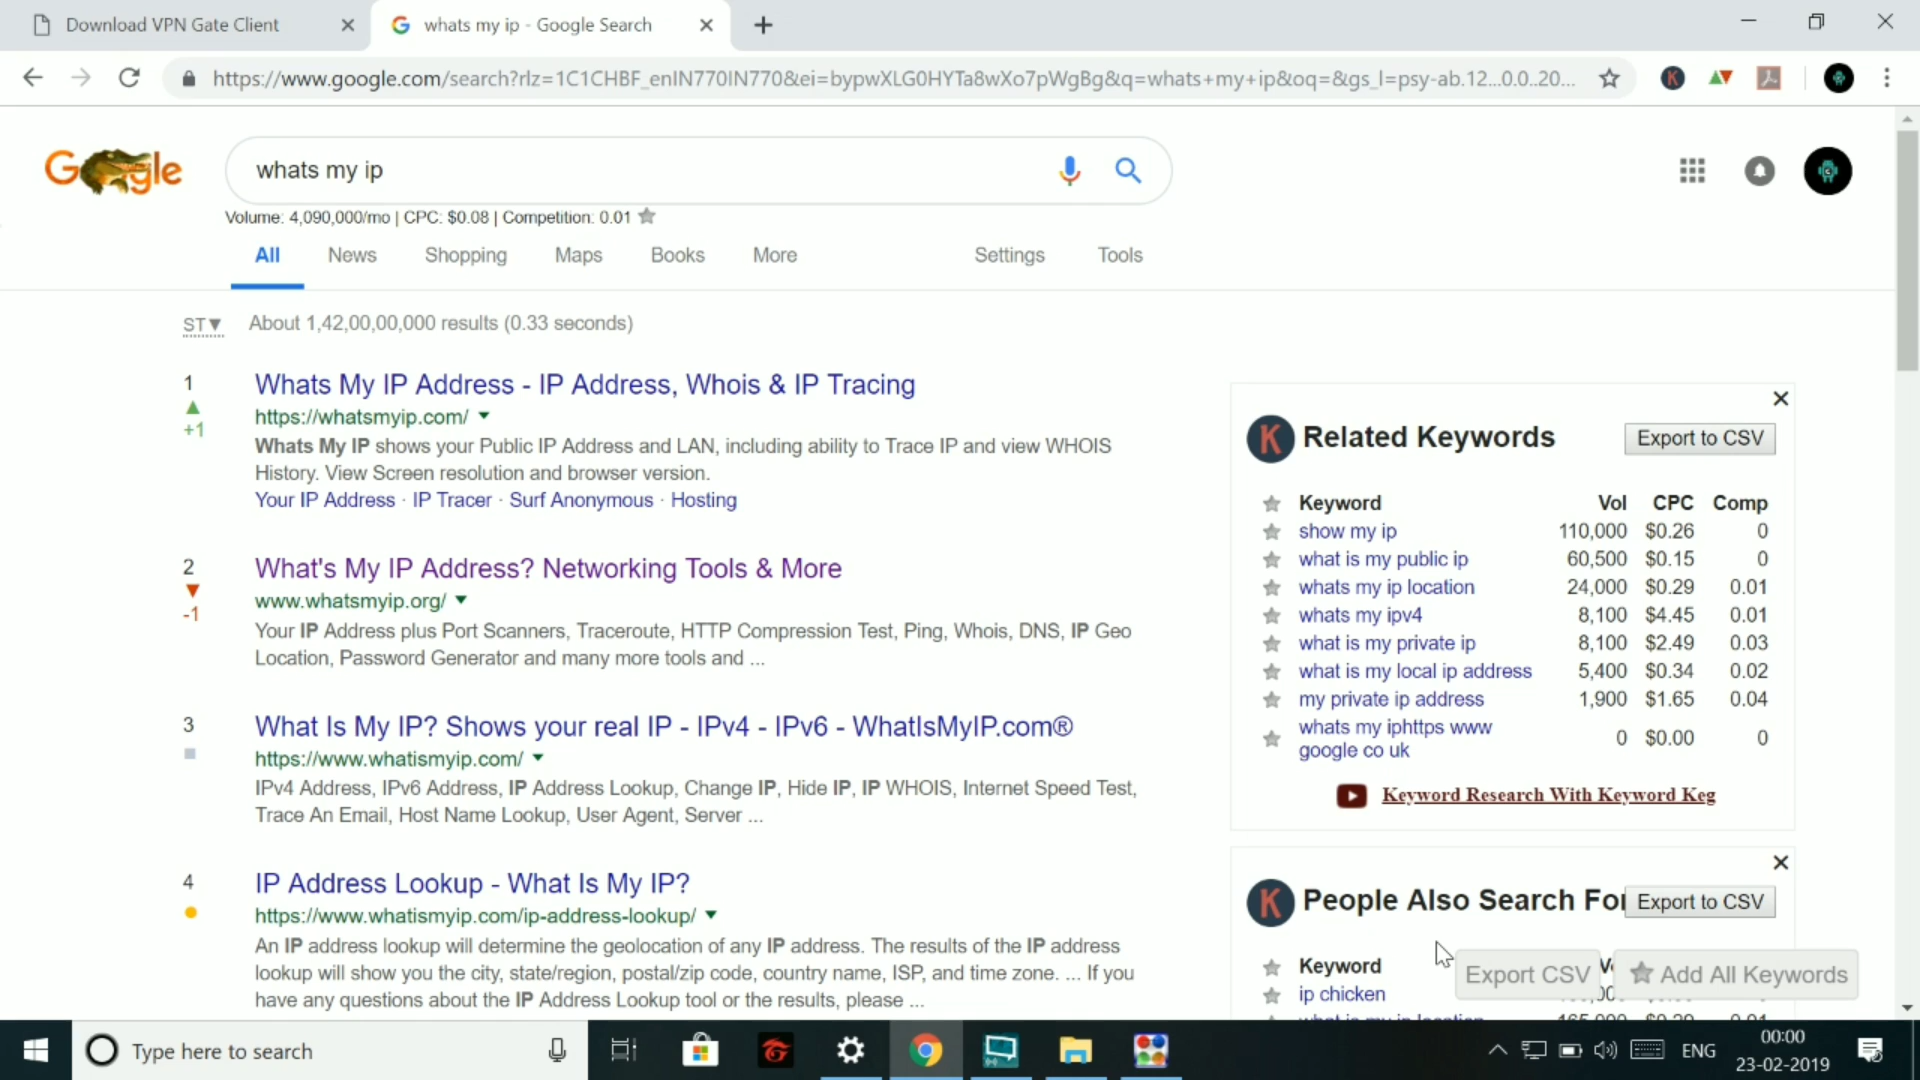 Download VPN Gate Client
whats my ip - Google Search
https://www.google.com/search?rlz=1C1CHBF_enIN770IN770&ei=bypwXLG0HYTa8wXo7pWgBg&q=whats+my+ip&oq=&gs_l=psy-ab.12...0.0..20...
Google
whats my ip
Volume: 4,090,000/mo | CPC: $0.08 | Competition: 0.01
All News Shopping Maps Books More Settings Tools
ST▼ About 1,42,00,00,000 results (0.33 seconds)
1
+1
Whats My IP Address - IP Address, Whois & IP Tracing
https://whatsmyip.com/
Whats My IP shows your Public IP Address and LAN, including ability to Trace IP and view WHOIS
History. View Screen resolution and browser version.
Your IP Address · IP Tracer · Surf Anonymous · Hosting
2
-1
What's My IP Address? Networking Tools & More
www.whatsmyip.org/
Your IP Address plus Port Scanners, Traceroute, HTTP Compression Test, Ping, Whois, DNS, IP Geo
Location, Password Generator and many more tools and ...
3
What Is My IP? Shows your real IP - IPv4 - IPv6 - WhatIsMyIP.com®
https://www.whatismyip.com/
IPv4 Address, IPv6 Address, IP Address Lookup, Change IP, Hide IP, IP WHOIS, Internet Speed Test,
Trace An Email, Host Name Lookup, User Agent, Server ...
4
IP Address Lookup - What Is My IP?
https://www.whatismyip.com/ip-address-lookup/
An IP address lookup will determine the geolocation of any IP address. The results of the IP address
lookup will show you the city, state/region, postal/zip code, country name, ISP, and time zone. ... If you
have any questions about the IP Address Lookup tool or the results, please ...
K Related Keywords Export to CSV
Keyword Vol CPC Comp
show my ip 110,000 $0.26 0
what is my public ip 60,500 $0.15 0
whats my ip location 24,000 $0.29 0.01
whats my ipv4 8,100 $4.45 0.01
what is my private ip 8,100 $2.49 0.03
what is my local ip address 5,400 $0.34 0.02
my private ip address 1,900 $1.65 0.04
whats my iphttps www
google co uk 0 $0.00 0
Keyword Research With Keyword Keg
K People Also Search For Export to CSV
Keyword
Export CSV Add All Keywords
ip chicken
Type here to search
ENG
00:00
23-02-2019